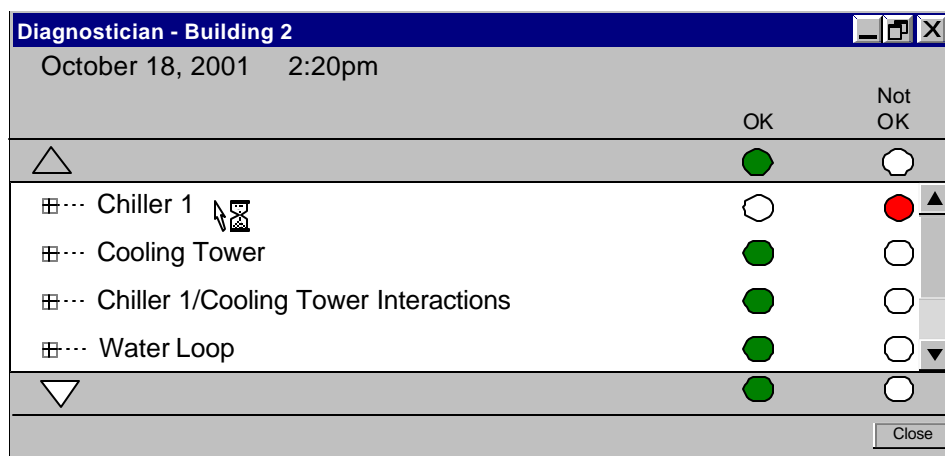 Diagnostician - Building 2
October 18, 2001 2:20pm
OK
Not
OK
Chiller 1
Cooling Tower
Chiller 1/Cooling Tower Interactions
Water Loop
Close